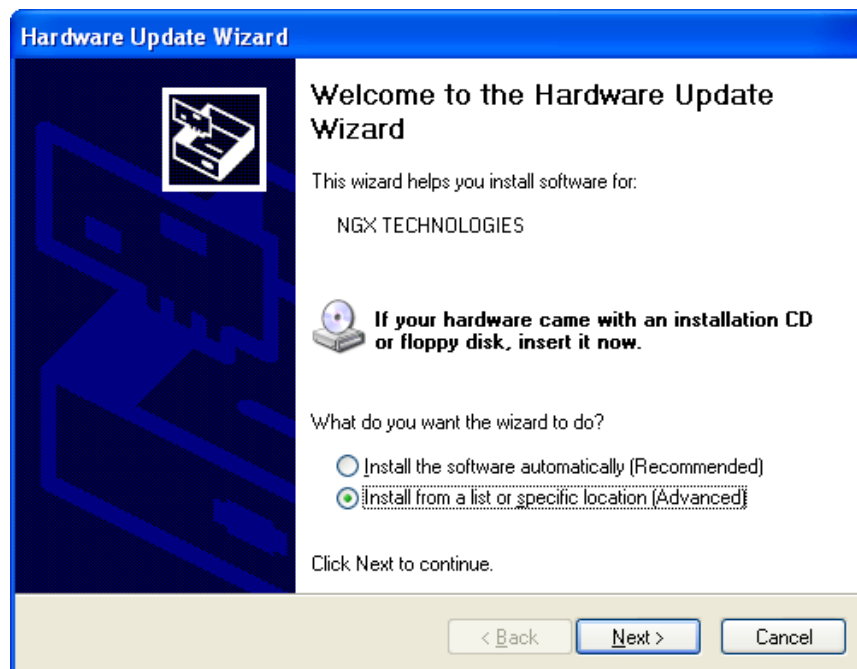 Hardware Update Wizard
Welcome to the Hardware Update
Wizard
This wizard helps you install software for:
NGX TECHNOLOGIES
If your hardware came with an installation CD
or floppy disk, insert it now.
What do you want the wizard to do?
Install the software automatically (Recommended)
Install from a list or specific location (Advanced)
Click Next to continue.
< Back Next > Cancel